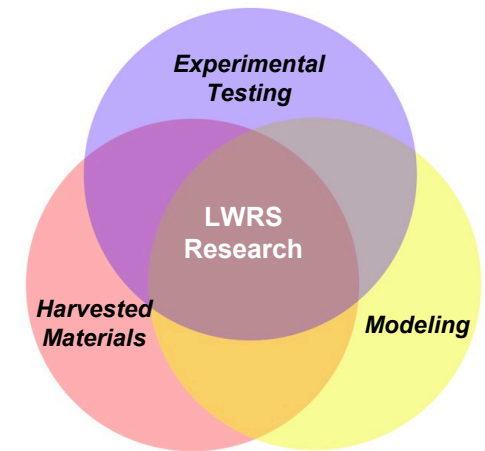 Experimental
Testing
LWRS
Research
Harvested
Materials
Modeling